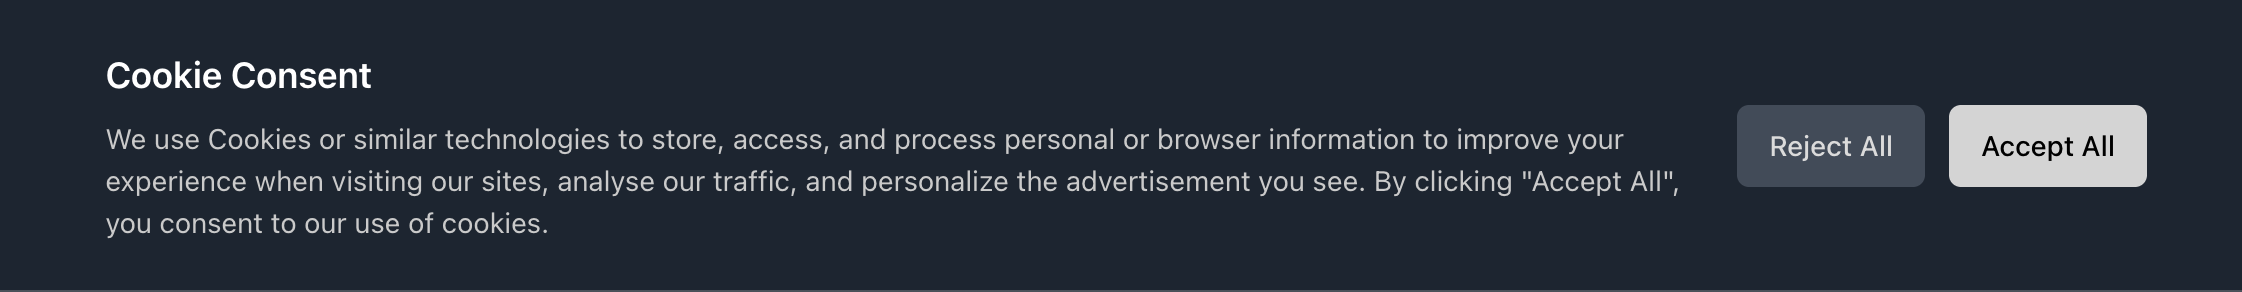 Cookie Consent
We use Cookies or similar technologies to store, access, and process personal or browser information to improve your
experience when visiting our sites, analyse our traffic, and personalize the advertisement you see. By clicking "Accept All",
you consent to our use of cookies.
Reject All
Accept All